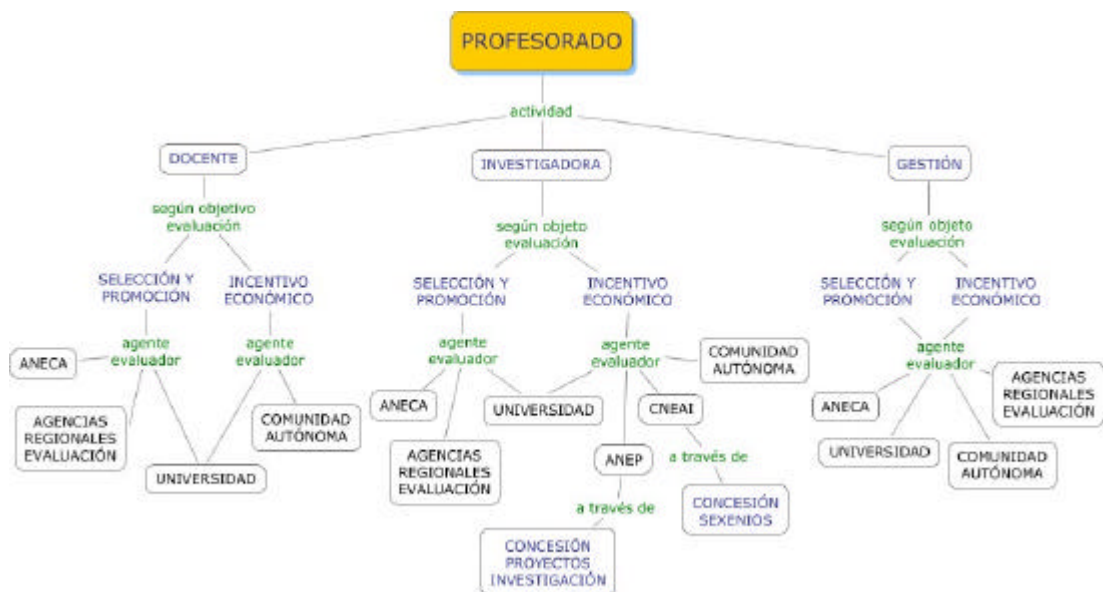 PROFESORADO
actividad
DOCENTE
INVESTIGADORA
GESTIÓN
según objetivo
evaluación
según objeto
evaluación
según objeto
evaluación
SELECCIÓN Y
PROMOCIÓN
INCENTIVO
ECONÓMICO
SELECCIÓN Y
PROMOCIÓN
INCENTIVO
ECONÓMICO
SELECCIÓN Y
PROMOCIÓN
INCENTIVO
ECONÓMICO
agente
evaluador
agente
evaluador
agente
evaluador
agente
evaluador
agente
evaluador
ANECA
AGENCIAS
REGIONALES
EVALUACIÓN
UNIVERSIDAD
COMUNIDAD
AUTÓNOMA
ANECA
AGENCIAS
REGIONALES
EVALUACIÓN
UNIVERSIDAD
CNEAI
COMUNIDAD
AUTÓNOMA
ANEP
a través de
CONCESIÓN
SEXENIOS
a través de
CONCESIÓN
PROYECTOS
INVESTIGACIÓN
ANECA
UNIVERSIDAD
COMUNIDAD
AUTÓNOMA
AGENCIAS
REGIONALES
EVALUACIÓN